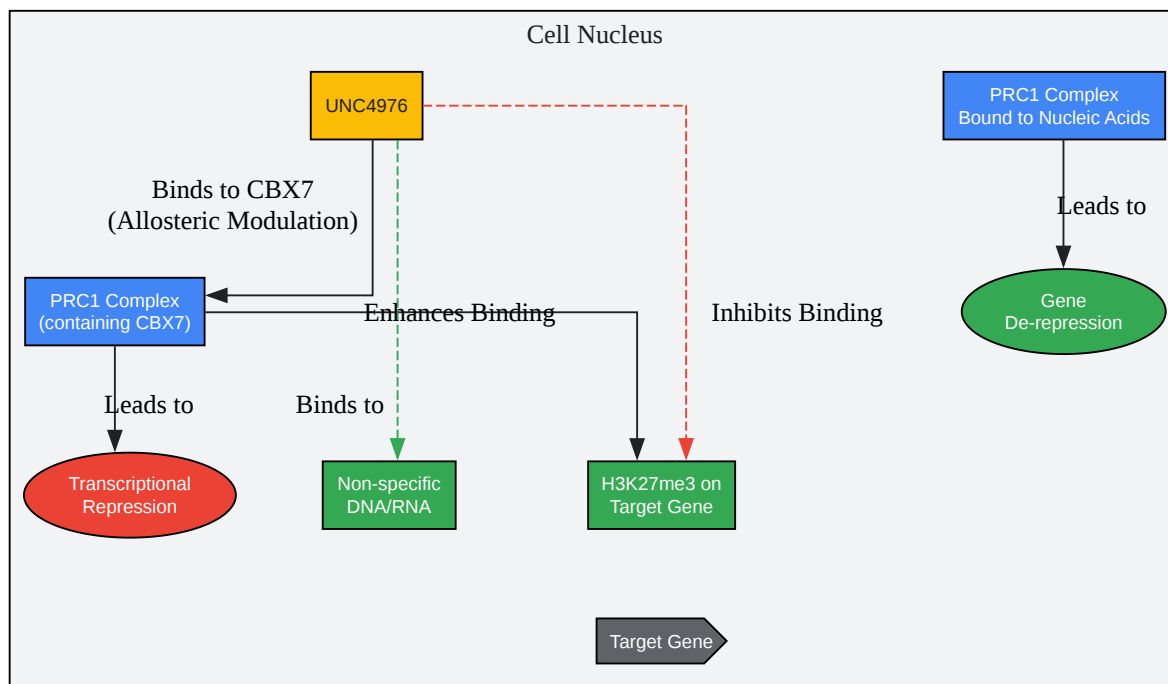 Cell Nucleus
UNC4976
PRC1 Complex
Bound to Nucleic Acids
Binds to CBX7
(Allosteric Modulation)
Leads to
PRC1 Complex
(containing CBX7)
Enhances Binding
Inhibits Binding
Gene
De-repression
Leads to
Binds to
Transcriptional
Repression
Non-specific
DNA/RNA
H3K27me3 on
Target Gene
Target Gene